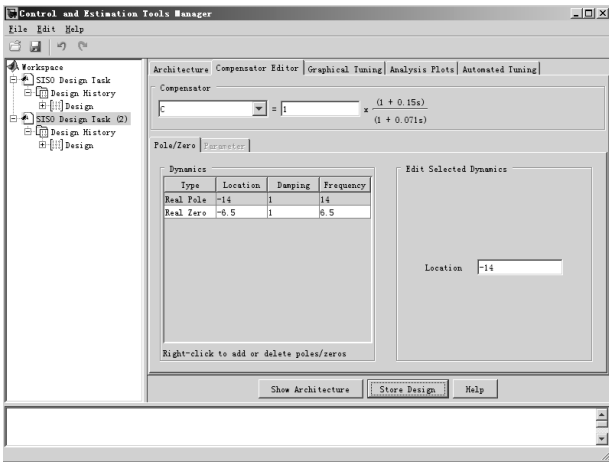 Control and Estimation Tools Manager
File Edit Help
Workspace
SISO Design Task
Design History
Design
SISO Design Task (2)
Design History
Design
Architecture Compensator Editor Graphical Tuning Analysis Plots Automated Tuning
Compensator
C = 1 x (1 + 0.15s)
(1 + 0.071s)
Pole/Zero Parameter
Dynamics
Type Location Damping Frequency
Real Pole -14 1 14
Real Zero -6.5 1 6.5
Right-click to add or delete poles/zeros
Edit Selected Dynamics
Location -14
Show Architecture Store Design Help